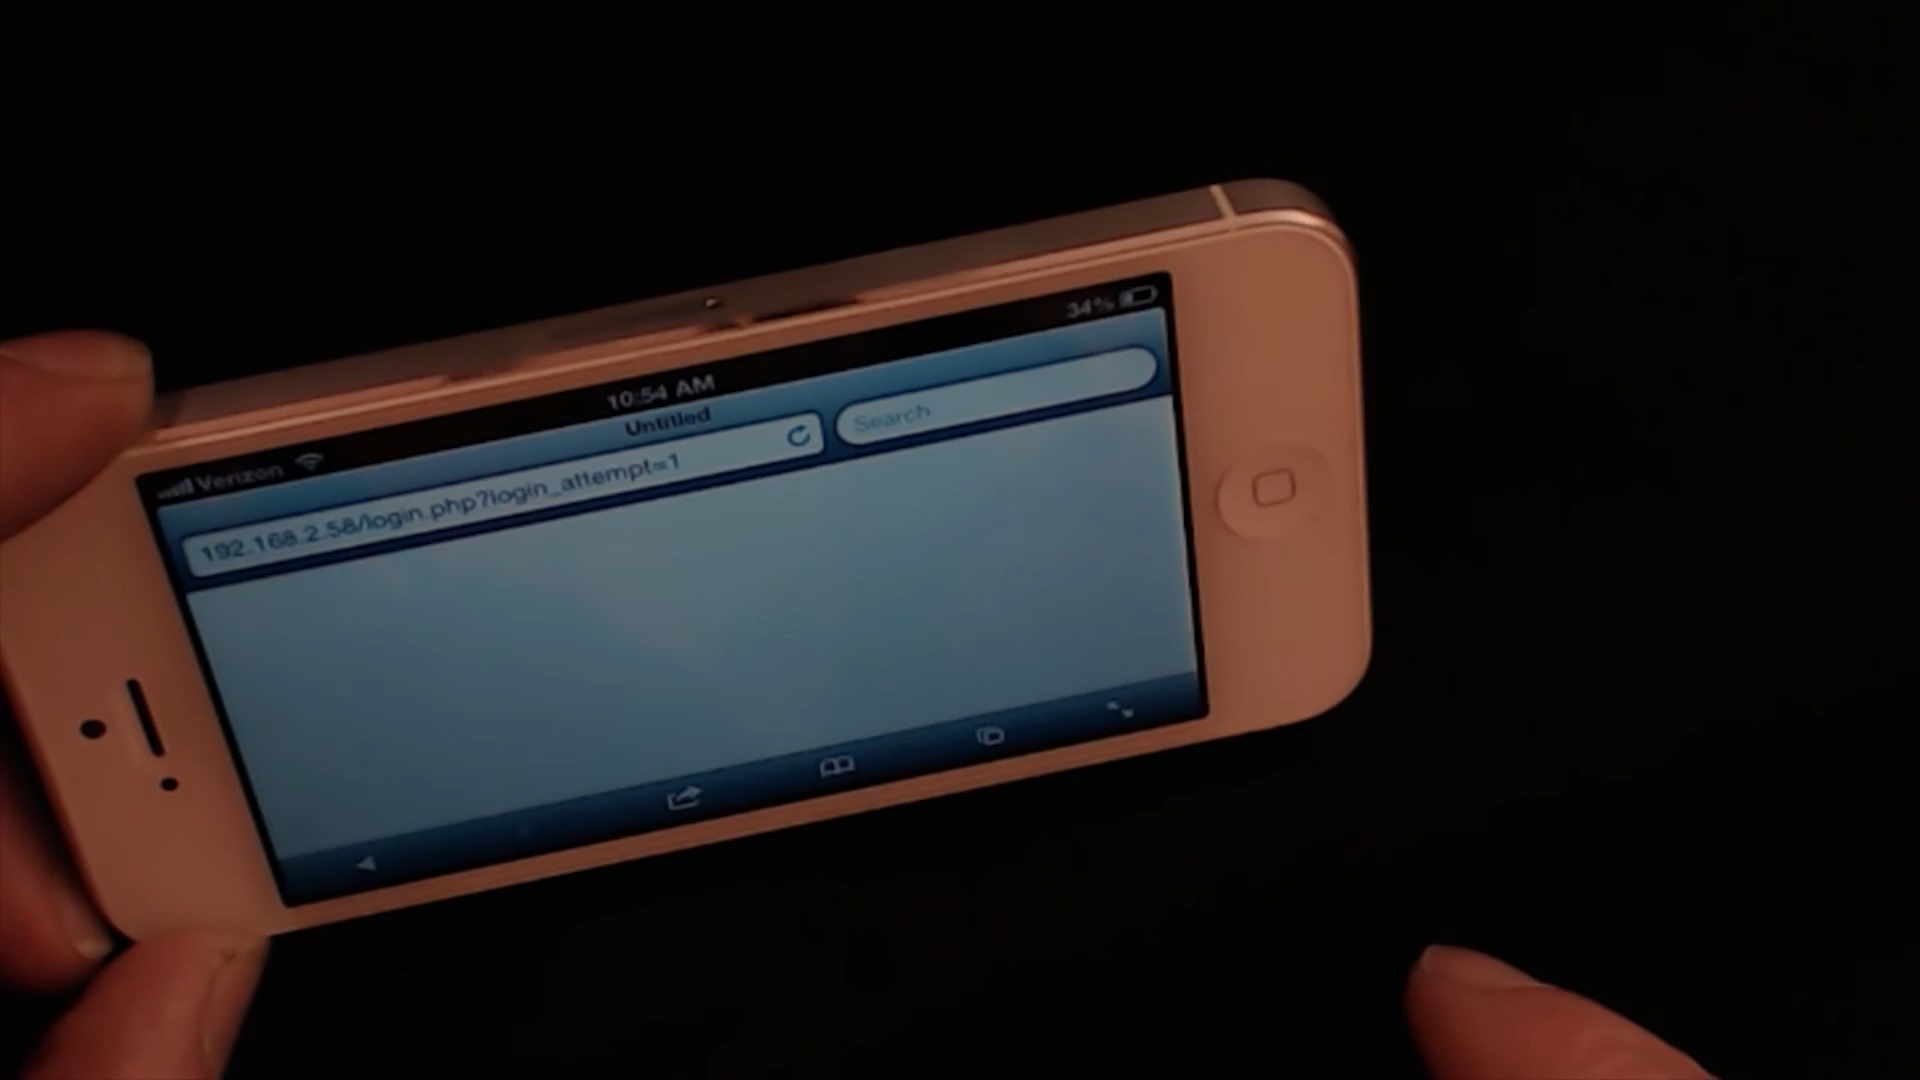 Verizon 10:54 AM 34%
Untitled
192.168.2.58/login.php?login_attempt=1
Search